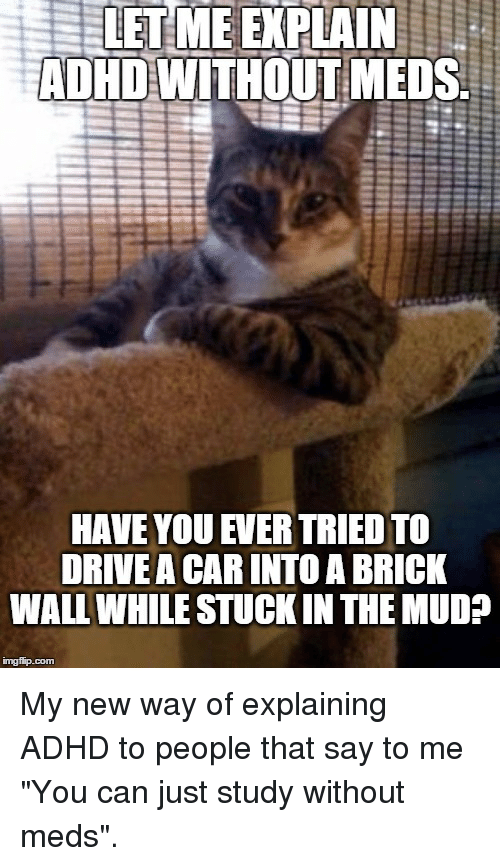 LET ME EXPLAIN
ADHD WITHOUT MEDS.
HAVE YOU EVER TRIED TO
DRIVE A CAR INTO A BRICK
WALL WHILE STUCK IN THE MUD?
imgflip.com
My new way of explaining
ADHD to people that say to me
"You can just study without
meds".